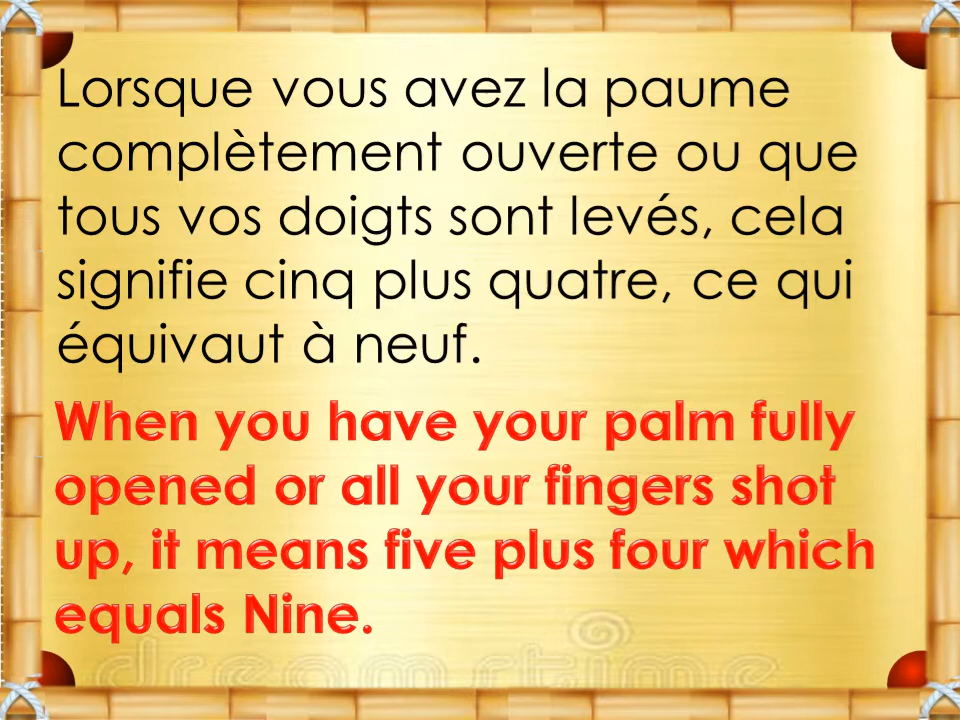 Lorsque vous avez la paume
complètement ouverte ou que
tous vos doigts sont levés, cela
signifie cinq plus quatre, ce qui
équivaut à neuf.
When you have your palm fully
opened or all your fingers shot
up, it means five plus four which
equals Nine.
dreamstime